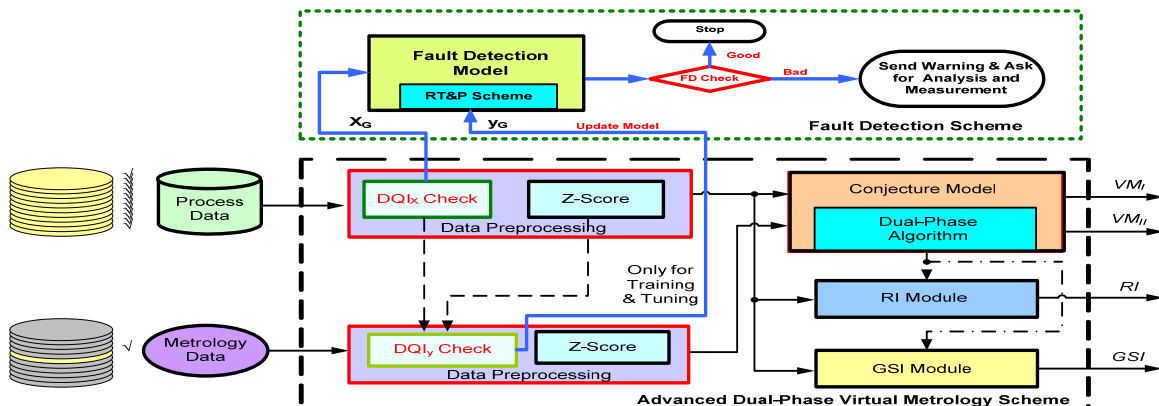 Stop
Good
Fault Detection
Model
RT&P Scheme
FD Check
Bad
Send Warning & Ask
for Analysis and
Measurement
XG
yG
Update Model
Fault Detection Scheme
Process
Data
DQIX Check
Z-Score
Data Preprocessing
Conjecture Model
Dual-Phase
Algorithm
VMI
VMII
Only for
Training
& Tuning
RI Module
RI
Metrology
Data
DQIy Check
Z-Score
Data Preprocessing
GSI Module
GSI
Advanced Dual-Phase Virtual Metrology Scheme